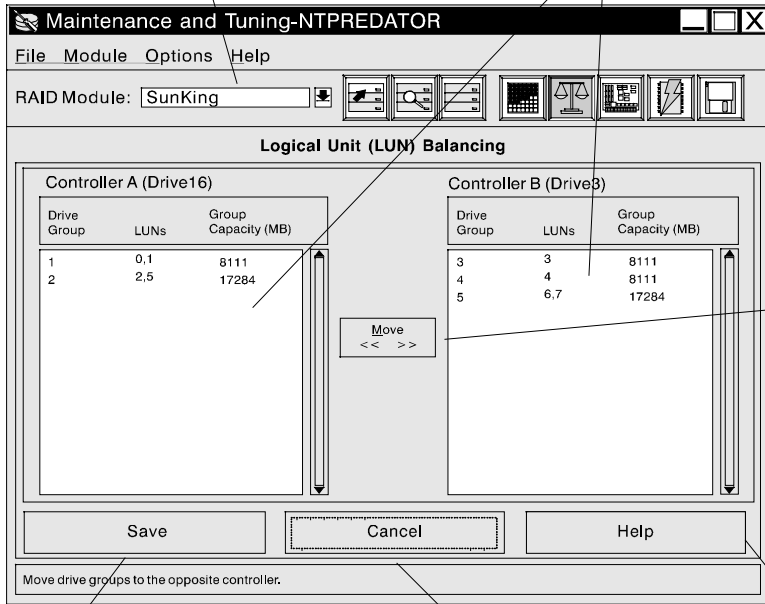 Maintenance and Tuning-NTPREDATOR
File Module Options Help
RAID Module: SunKing
Logical Unit (LUN) Balancing
Controller A (Drive16)
Drive Group LUNs Group Capacity (MB)
1 0,1 8111
2 2,5 17284
Move
<< >>
Controller B (Drive3)
Drive Group LUNs Group Capacity (MB)
3 3 8111
4 4 8111
5 6,7 17284
Save Cancel Help
Move drive groups to the opposite controller.